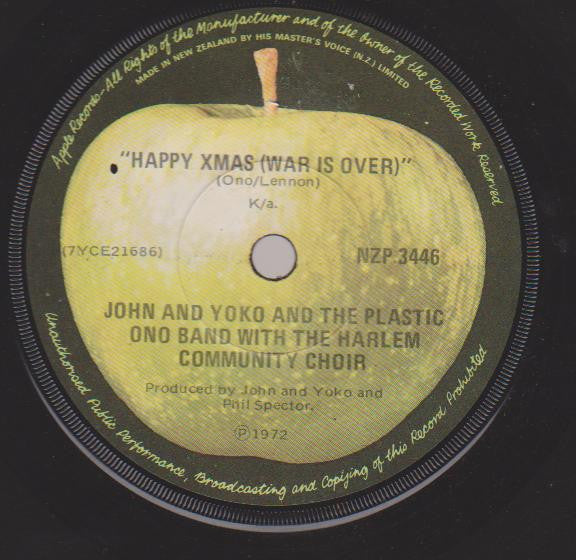 Apple Records-All Rights of the Manufacturer and of the Owner of the Recorded Work Reserved
MADE IN NEW ZEALAND BY HIS MASTER'S VOICE (N.Z.) LIMITED
"HAPPY XMAS (WAR IS OVER)"
(Ono/Lennon)
K/a.
(7YCE21686)
NZP 3446
JOHN AND YOKO AND THE PLASTIC
ONO BAND WITH THE HARLEM
COMMUNITY CHOIR
Produced by John and Yoko and
Phil Spector.
Ⓟ1972
Unauthorised Public Performance, Broadcasting and Copying of this Record Prohibited